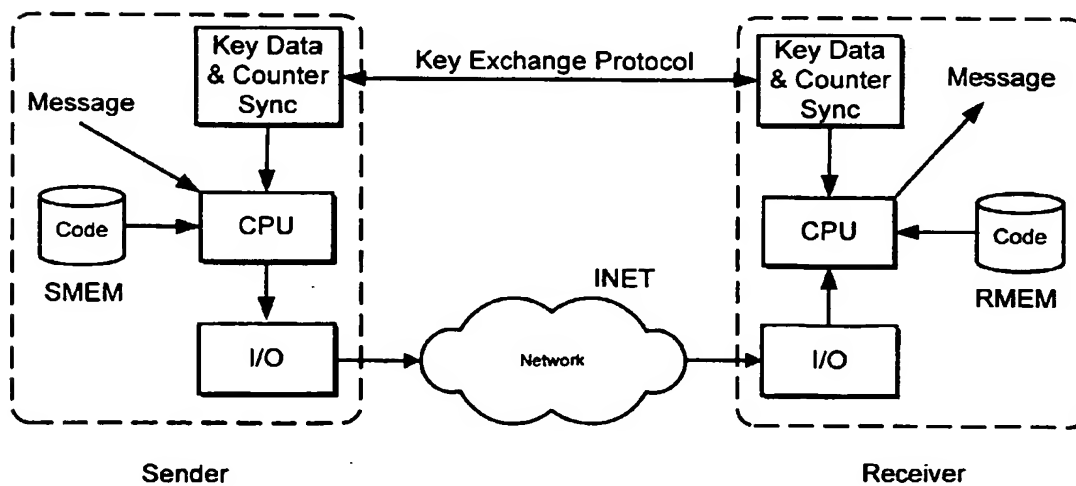 Key Data
& Counter
Sync
Key Exchange Protocol
Key Data
& Counter
Sync
Message
Message
Code
CPU
CPU
Code
SMEM
INET
RMEM
I/O
Network
I/O
Sender
Receiver